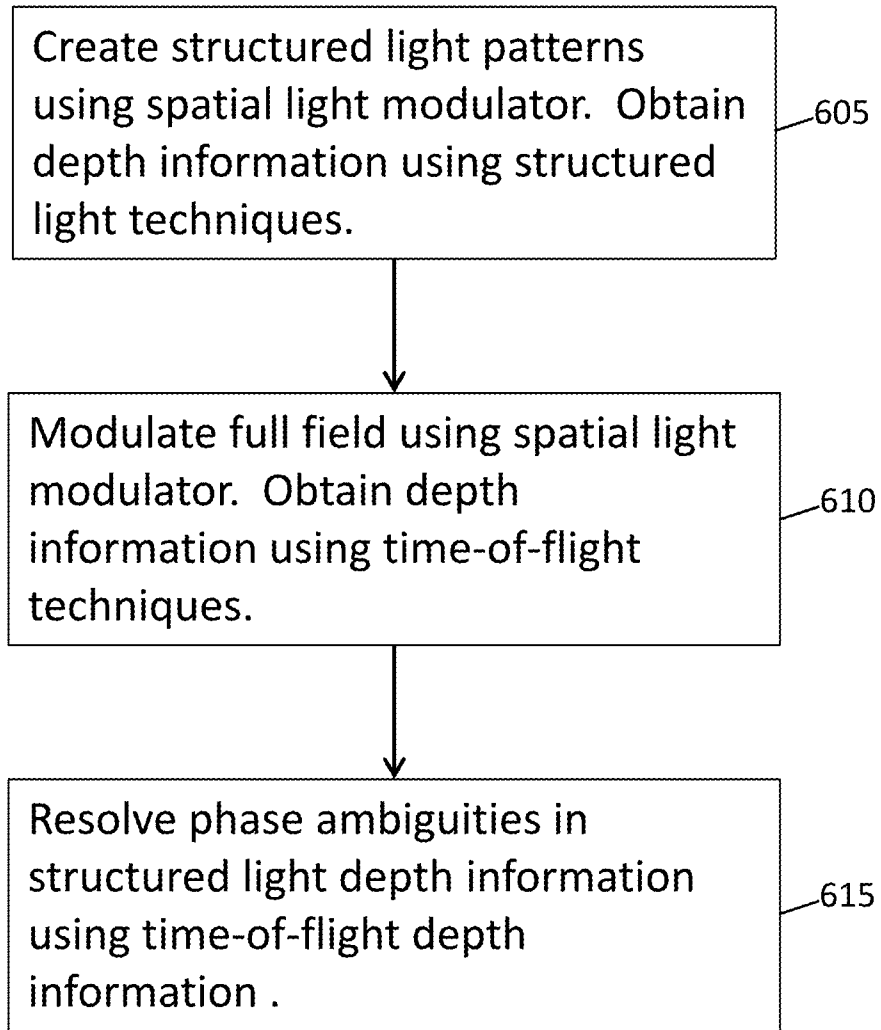 Create structured light patterns
using spatial light modulator.  Obtain
depth information using structured
light techniques.
605
Modulate full field using spatial light
modulator.  Obtain depth
information using time-of-flight
techniques.
610
Resolve phase ambiguities in
structured light depth information
using time-of-flight depth
information .
615